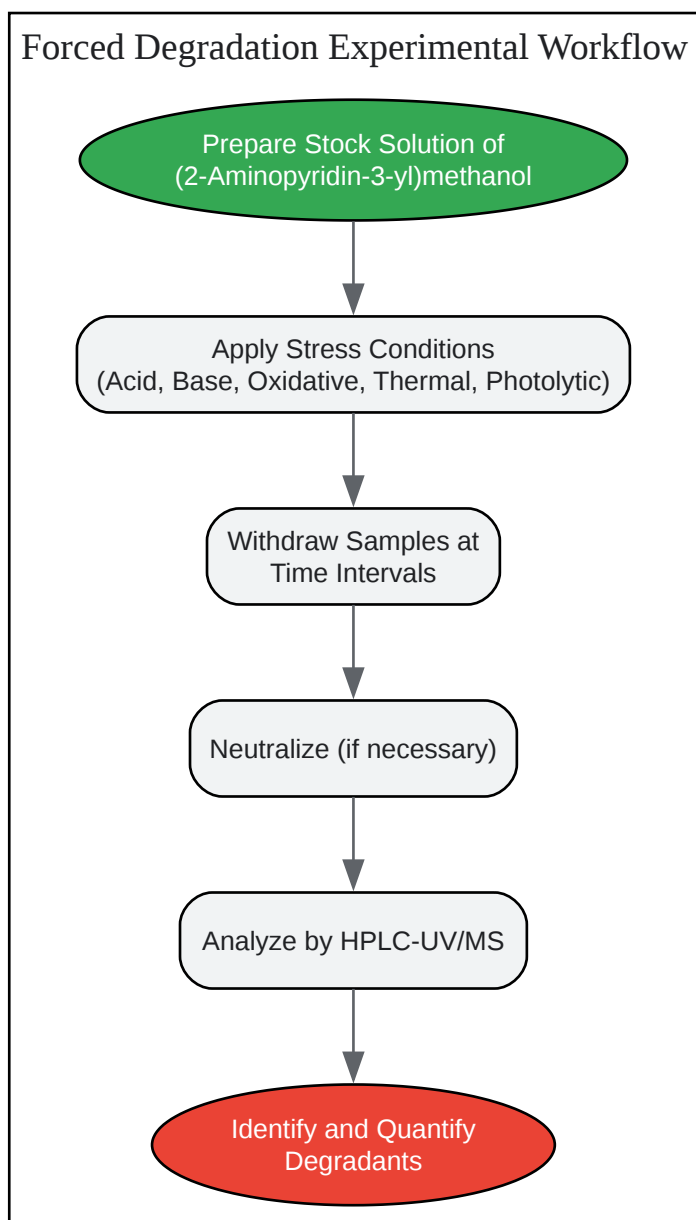 Forced Degradation Experimental Workflow
Prepare Stock Solution of
(2-Aminopyridin-3-yl)methanol
Apply Stress Conditions
(Acid, Base, Oxidative, Thermal, Photolytic)
Withdraw Samples at
Time Intervals
Neutralize (if necessary)
Analyze by HPLC-UV/MS
Identify and Quantify
Degradants